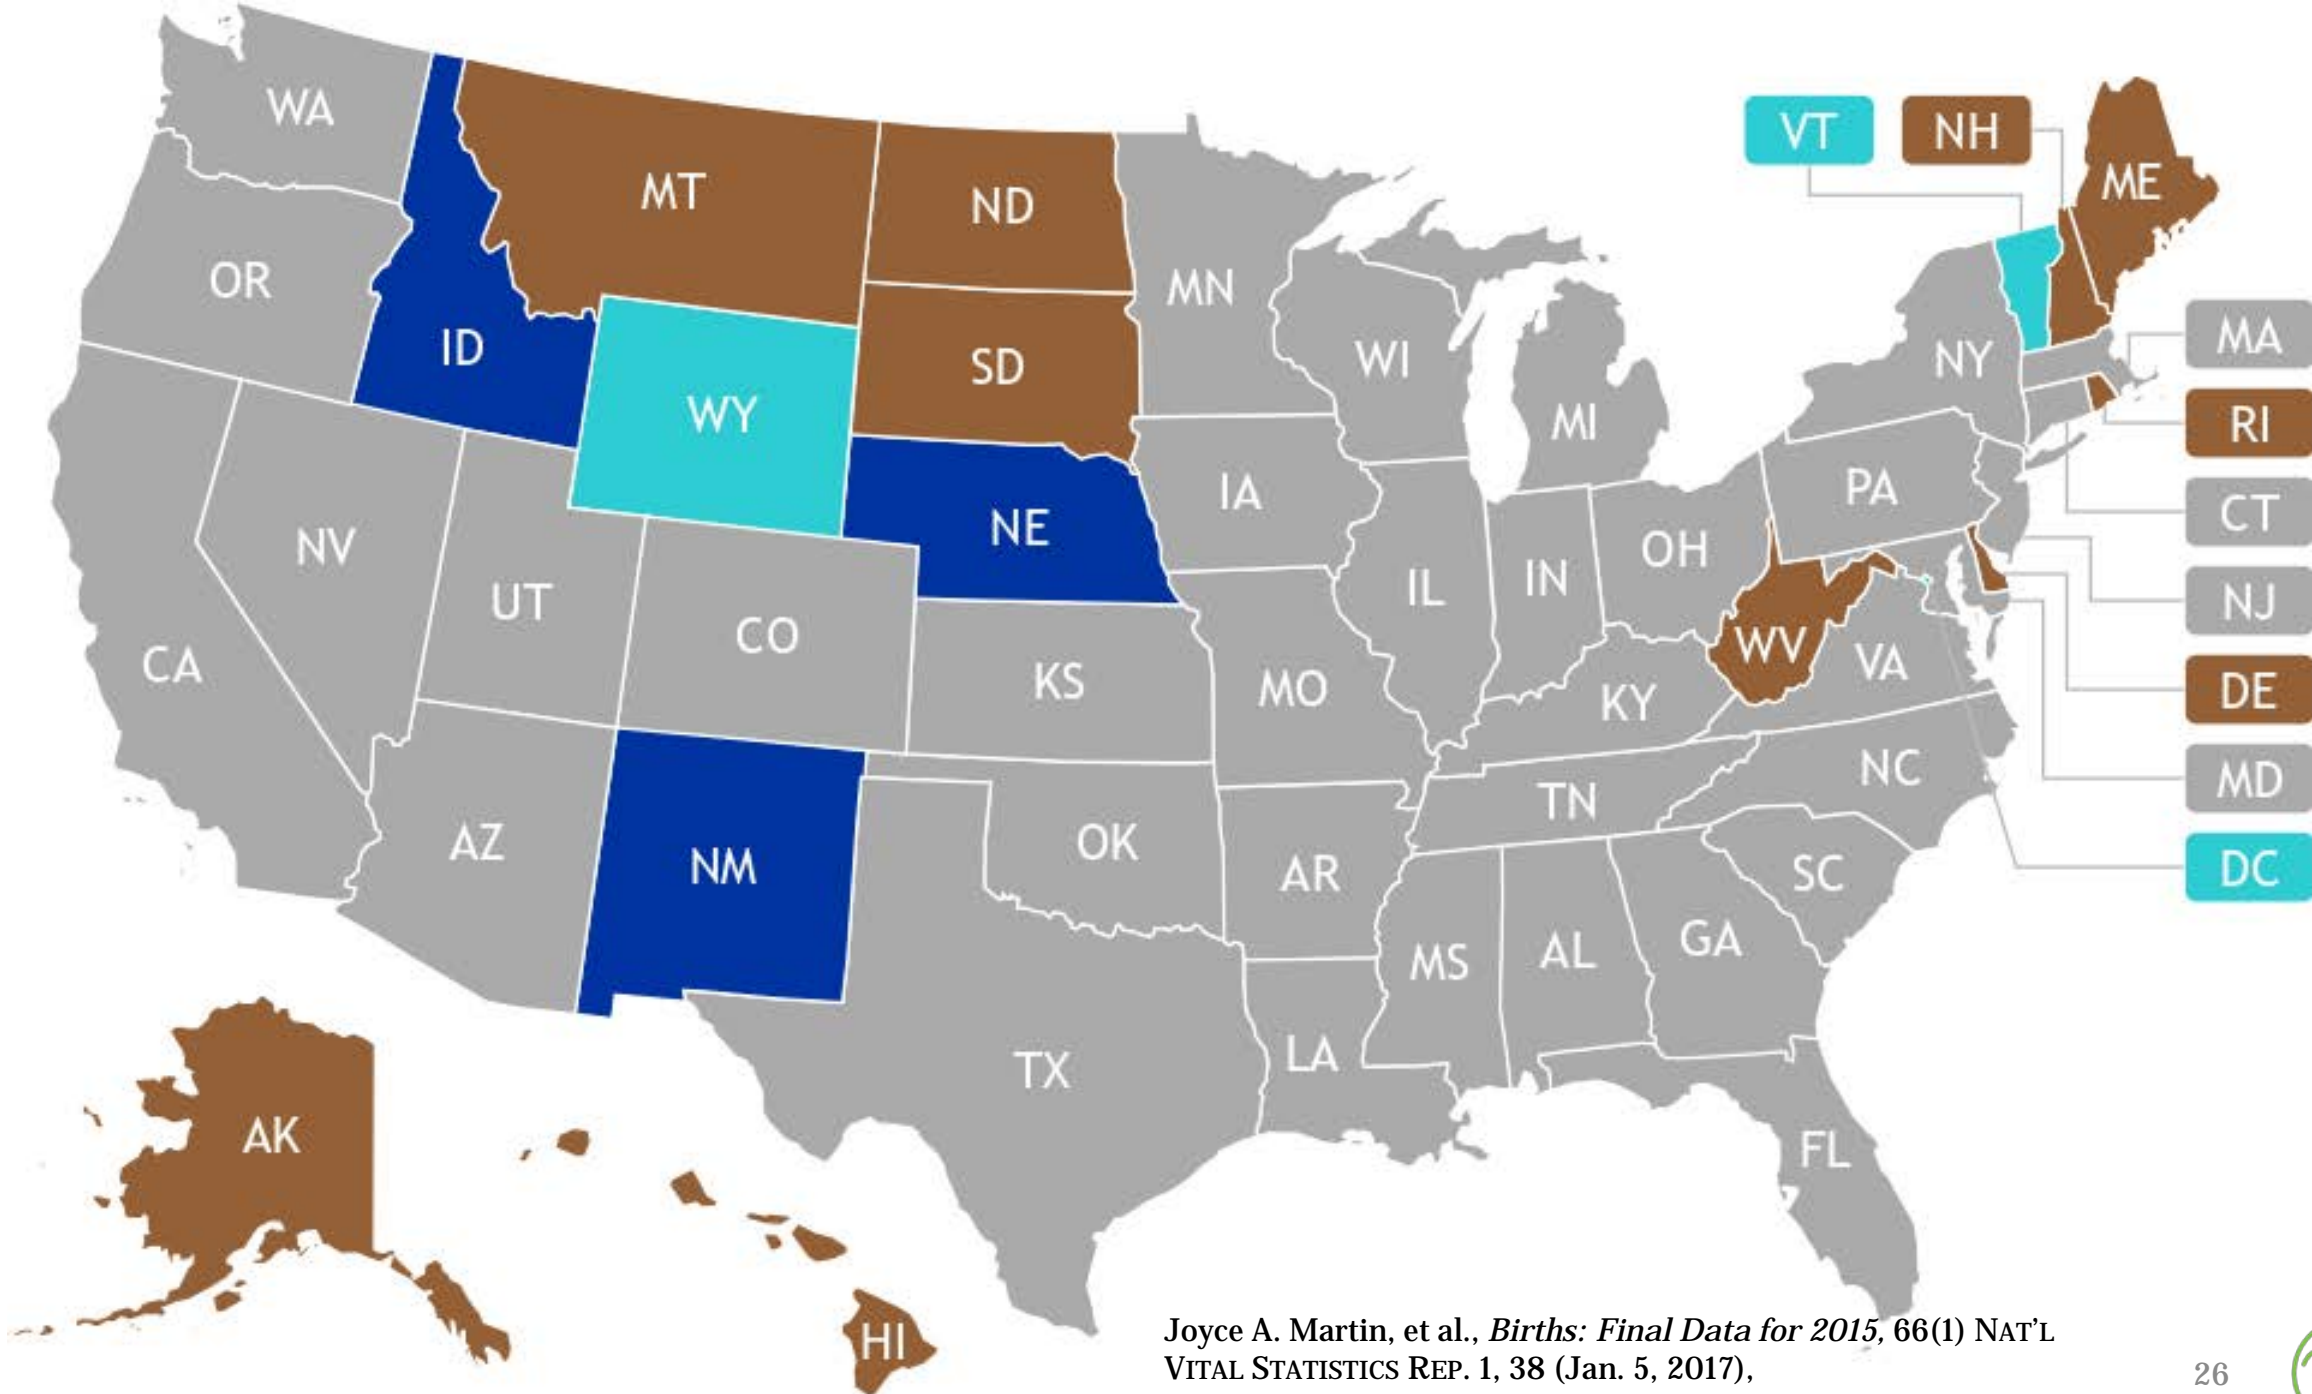 WA
MT
ND
VT
NH
ME
OR
ID
WY
SD
MN
WI
MI
NY
MA
RI
NV
UT
CO
NE
IA
IL
IN
OH
PA
CT
NJ
CA
KS
MO
KY
WV
VA
DE
MD
DC
AZ
NM
OK
AR
TN
NC
SC
TX
LA
MS
AL
GA
FL
AK
HI
Joyce A. Martin, et al., Births: Final Data for 2015, 66(1) NAT'L
VITAL STATISTICS REP. 1, 38 (Jan. 5, 2017),
26